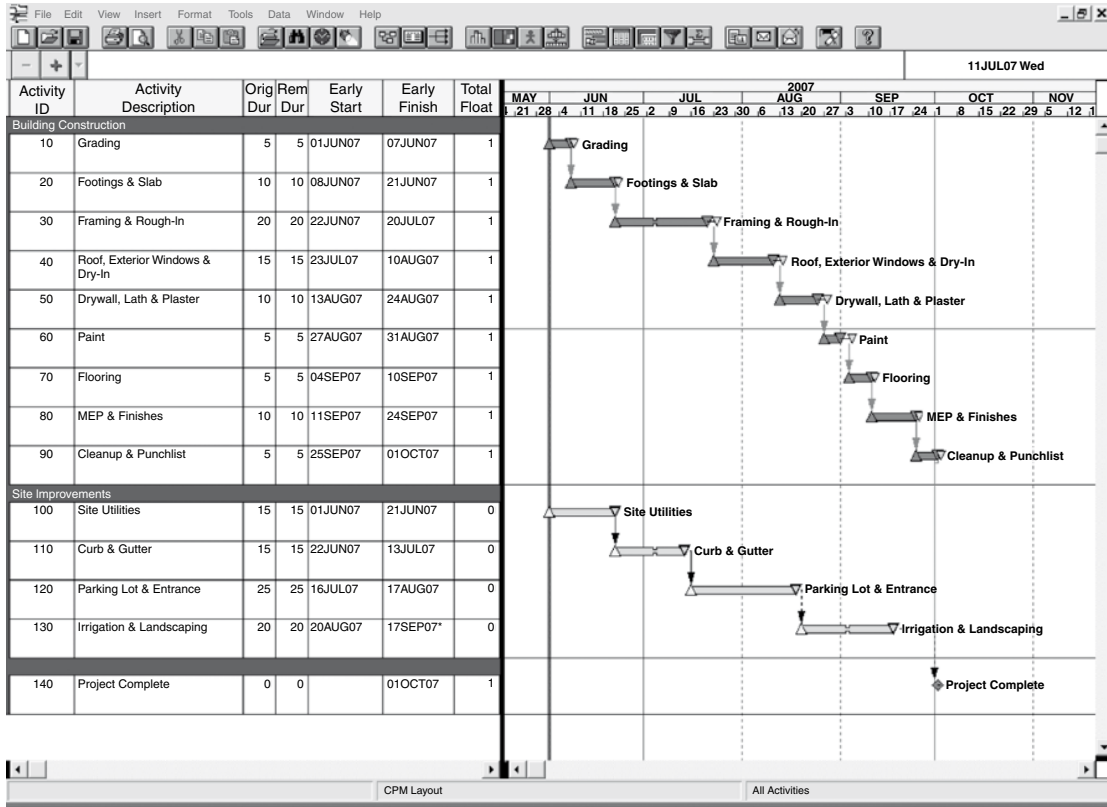 File Edit View Insert Format Tools Data Window Help
11JUL07 Wed
Activity ID Activity Description Orig Dur Rem Dur Early Start Early Finish Total Float
2007
MAY JUN JUL AUG SEP OCT NOV
21 28 4 11 18 25 2 9 16 23 30 6 13 20 27 3 10 17 24 1 8 15 22 29 5 12
Building Construction
10 Grading 5 5 01JUN07 07JUN07 1 Grading
20 Footings & Slab 10 10 08JUN07 21JUN07 1 Footings & Slab
30 Framing & Rough-In 20 20 22JUN07 20JUL07 1 Framing & Rough-In
40 Roof, Exterior Windows & Dry-In 15 15 23JUL07 10AUG07 1 Roof, Exterior Windows & Dry-In
50 Drywall, Lath & Plaster 10 10 13AUG07 24AUG07 1 Drywall, Lath & Plaster
60 Paint 5 5 27AUG07 31AUG07 1 Paint
70 Flooring 5 5 04SEP07 10SEP07 1 Flooring
80 MEP & Finishes 10 10 11SEP07 24SEP07 1 MEP & Finishes
90 Cleanup & Punchlist 5 5 25SEP07 01OCT07 1 Cleanup & Punchlist
Site Improvements
100 Site Utilities 15 15 01JUN07 21JUN07 0 Site Utilities
110 Curb & Gutter 15 15 22JUN07 13JUL07 0 Curb & Gutter
120 Parking Lot & Entrance 25 25 16JUL07 17AUG07 0 Parking Lot & Entrance
130 Irrigation & Landscaping 20 20 20AUG07 17SEP07* 0 Irrigation & Landscaping
140 Project Complete 0 0 01OCT07 1 Project Complete
CPM Layout All Activities